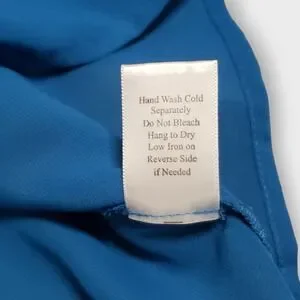 Hand Wash Cold
Separately
Do Not Bleach
Hang to Dry
Low Iron on
Reverse Side
if Needed